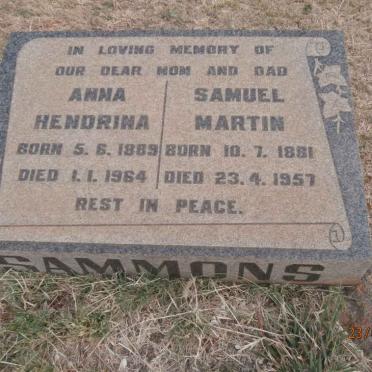 IN LOVING MEMORY OF
OUR DEAR MOM AND DAD
ANNA SAMUEL
HENDRINA MARTIN
BORN 5.6.1889 BORN 10.7.1881
DIED 1.1.1964 DIED 23.4.1957
REST IN PEACE.
SAMMONS